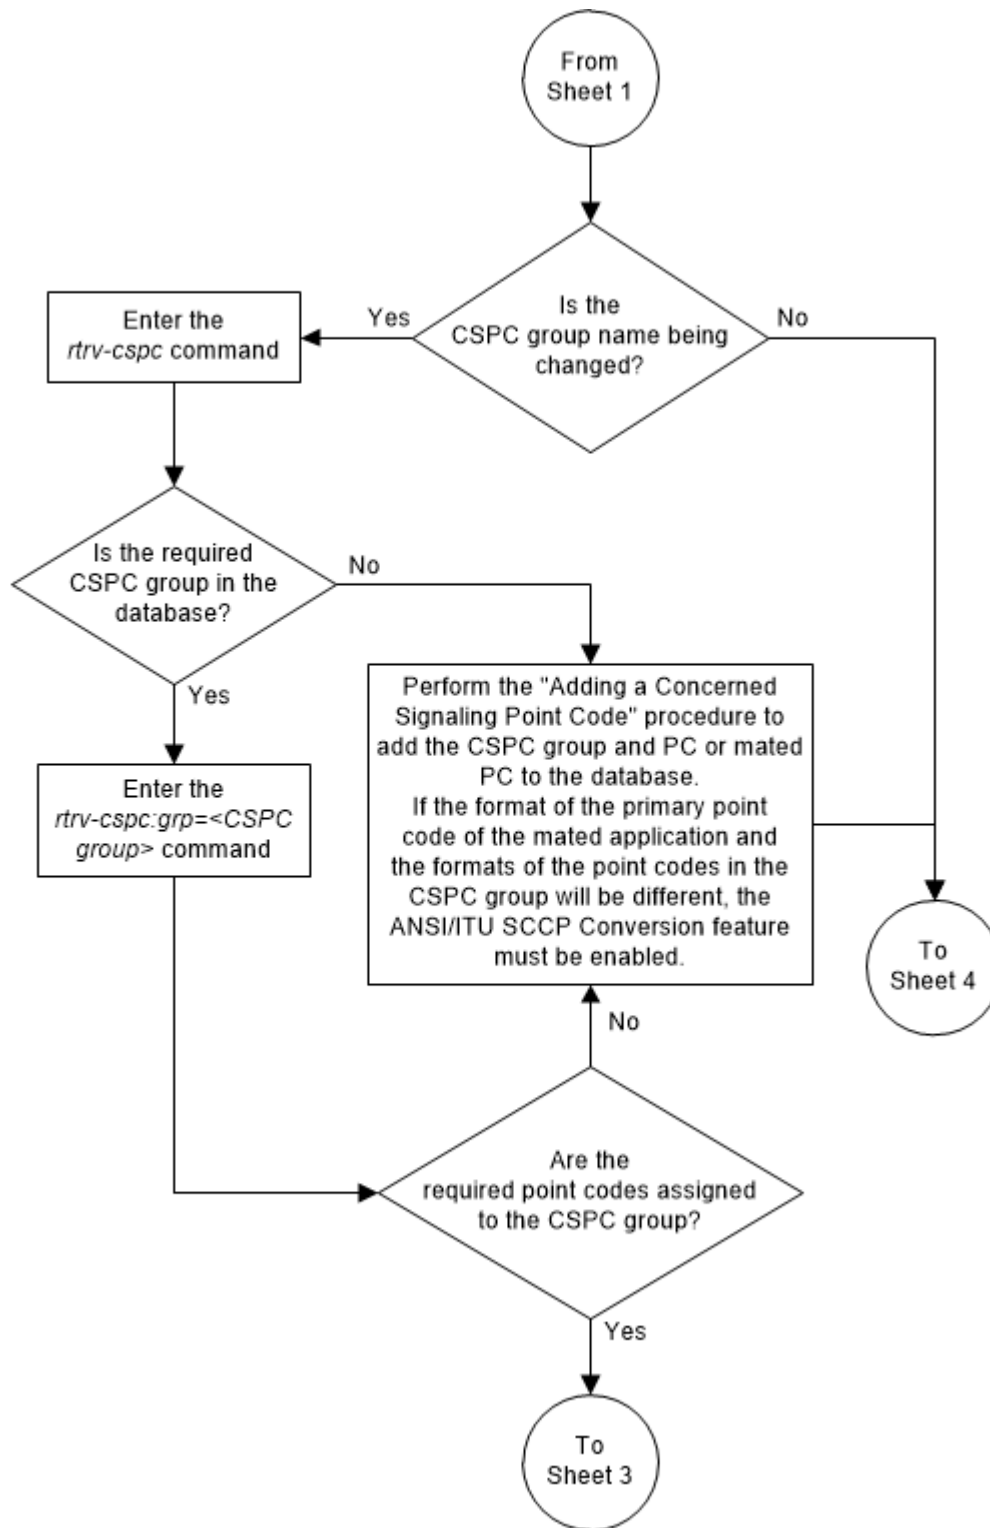 From
Sheet 1
Is the
CSPC group name being
changed?
Yes
No
Enter the
rtrv-cspc command
Is the required
CSPC group in the
database?
No
Yes
Perform the "Adding a Concerned
Signaling Point Code" procedure to
add the CSPC group and PC or mated
PC to the database.
If the format of the primary point
code of the mated application and
the formats of the point codes in the
CSPC group will be different, the
ANSI/ITU SCCP Conversion feature
must be enabled.
Enter the
rtrv-cspc:grp=<CSPC
group> command
To
Sheet 4
No
Are the
required point codes assigned
to the CSPC group?
Yes
To
Sheet 3